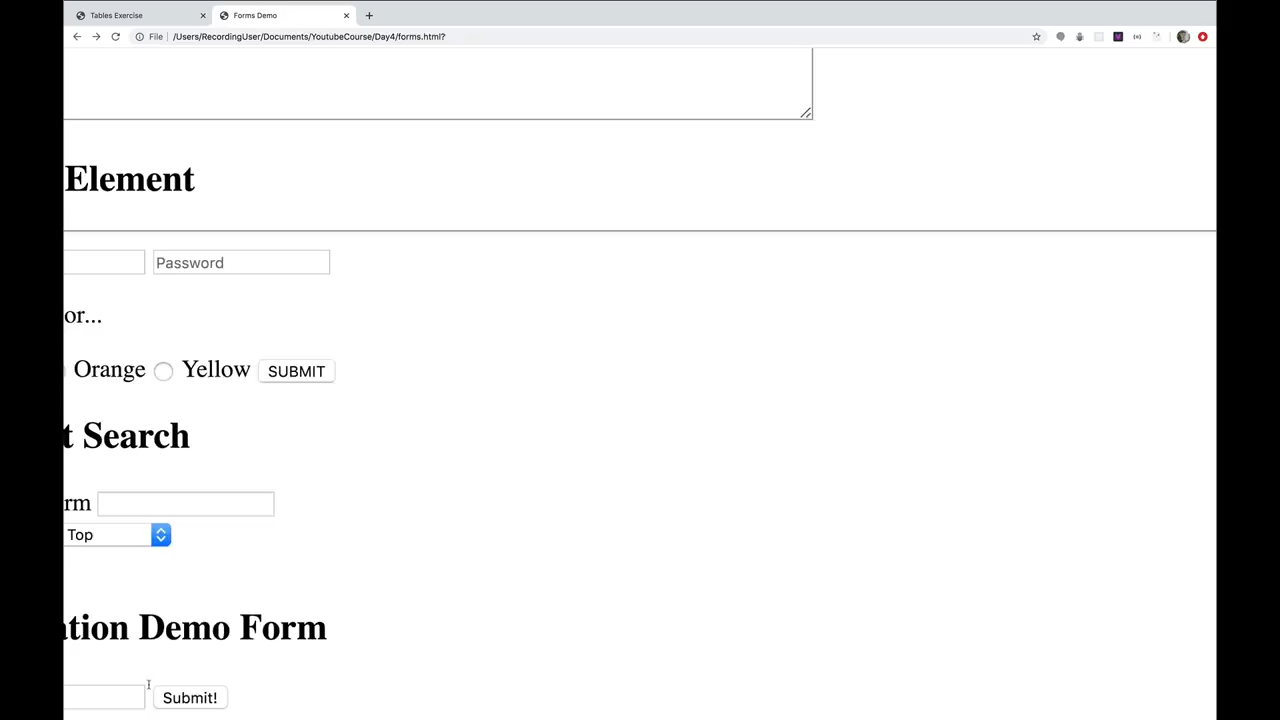 Tables Exercise
Forms Demo
File /Users/RecordingUser/Documents/YoutubeCourse/Day4/forms.html?
Element
Password
or...
Orange Yellow SUBMIT
t Search
rm
Top
ation Demo Form
Submit!